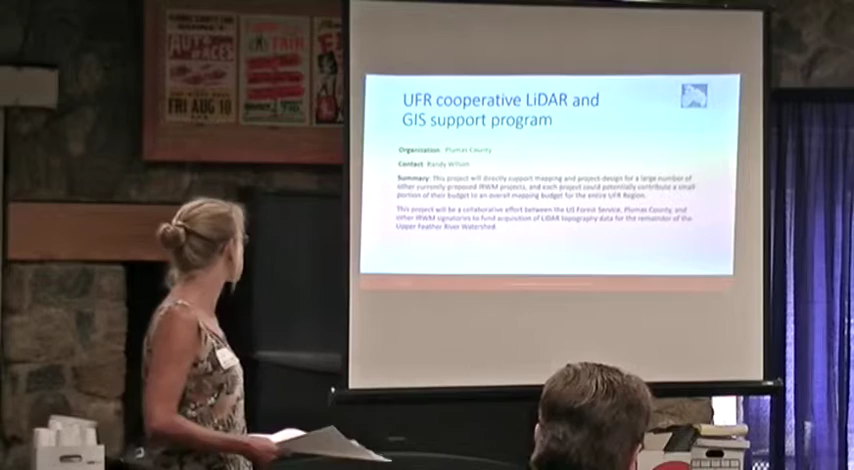 AUTO
RACES
FRI AUG 10
FAIR
UFR cooperative LiDAR and
GIS support program
Organization: Plumas County
Contact: Randy Wilson
Summary: This project will directly support mapping and project design for a large number of
other currently proposed IRWM projects, and each project could potentially contribute a small
portion of their budget to an overall mapping budget for the entire UFR Region.
This project will be a collaborative effort between the US Forest Service, Plumas County, and
other IRWM signatories to fund acquisition of LiDAR topography data for the remainder of the
Upper Feather River Watershed